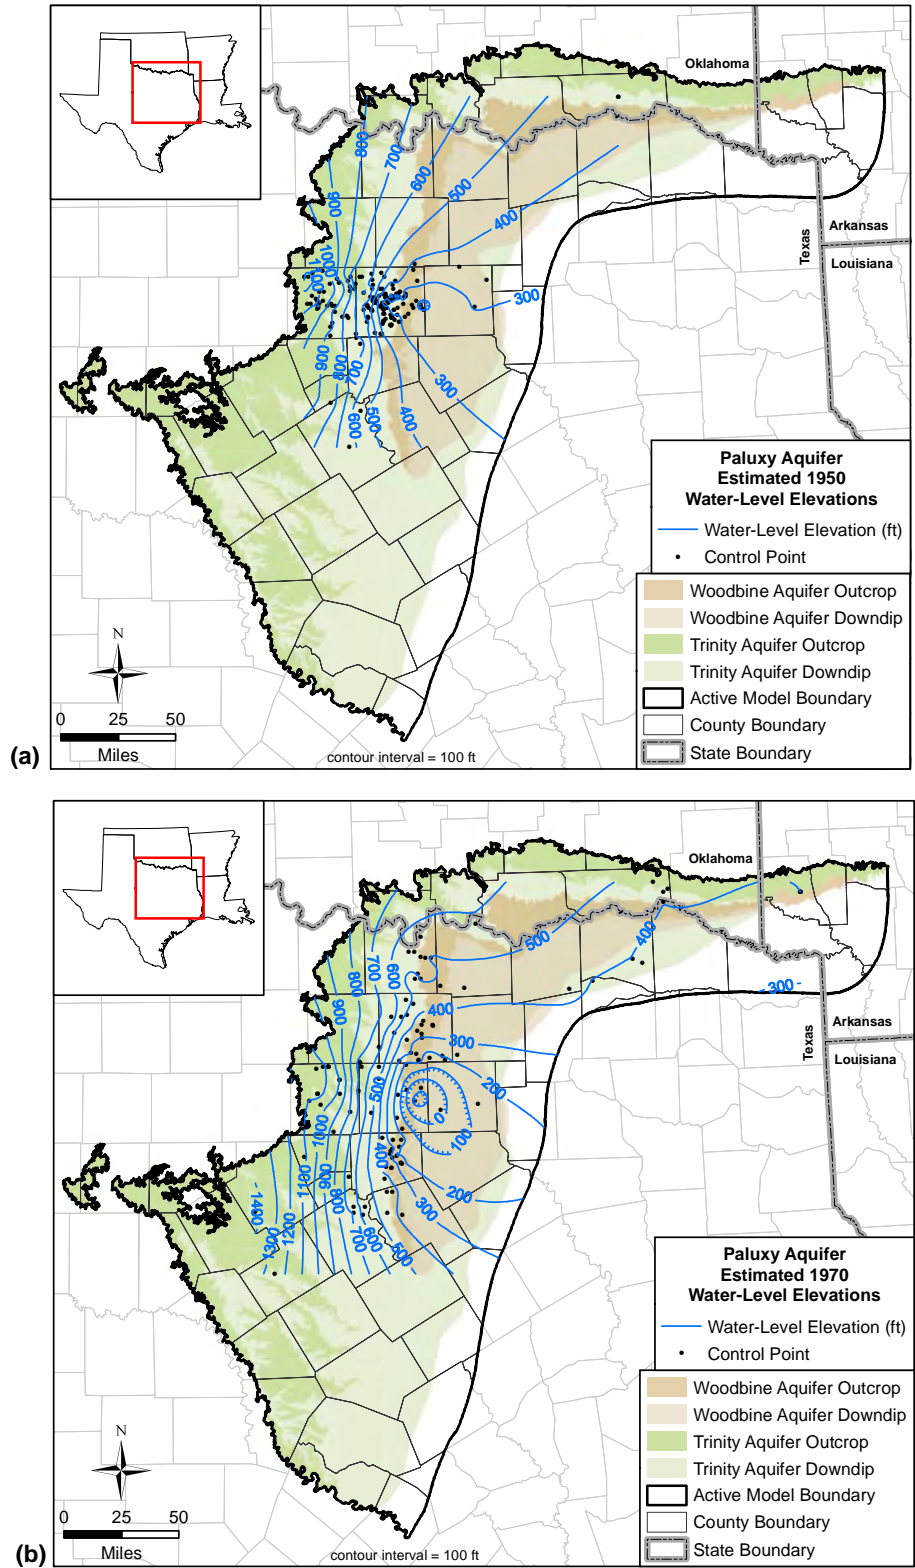 Oklahoma
Texas
Arkansas
Louisiana
800
700
600
500
900
400
1000
300
900
800
700
300
600
500
400
Paluxy Aquifer
Estimated 1950
Water-Level Elevations
Water-Level Elevation (ft)
Control Point
Woodbine Aquifer Outcrop
Woodbine Aquifer Downdip
Trinity Aquifer Outcrop
Trinity Aquifer Downdip
Active Model Boundary
County Boundary
State Boundary
N
0 25 50
Miles
contour interval = 100 ft
(a)
Oklahoma
Texas
Arkansas
Louisiana
500
400
700
800
600
900
- 300 -
400
300
500
200
0
100
1000
400
1100
900
800
200
300
- 1400 -
1300
1200
700
600
500
Paluxy Aquifer
Estimated 1970
Water-Level Elevations
Water-Level Elevation (ft)
Control Point
Woodbine Aquifer Outcrop
Woodbine Aquifer Downdip
Trinity Aquifer Outcrop
Trinity Aquifer Downdip
Active Model Boundary
County Boundary
State Boundary
N
0 25 50
Miles
contour interval = 100 ft
(b)